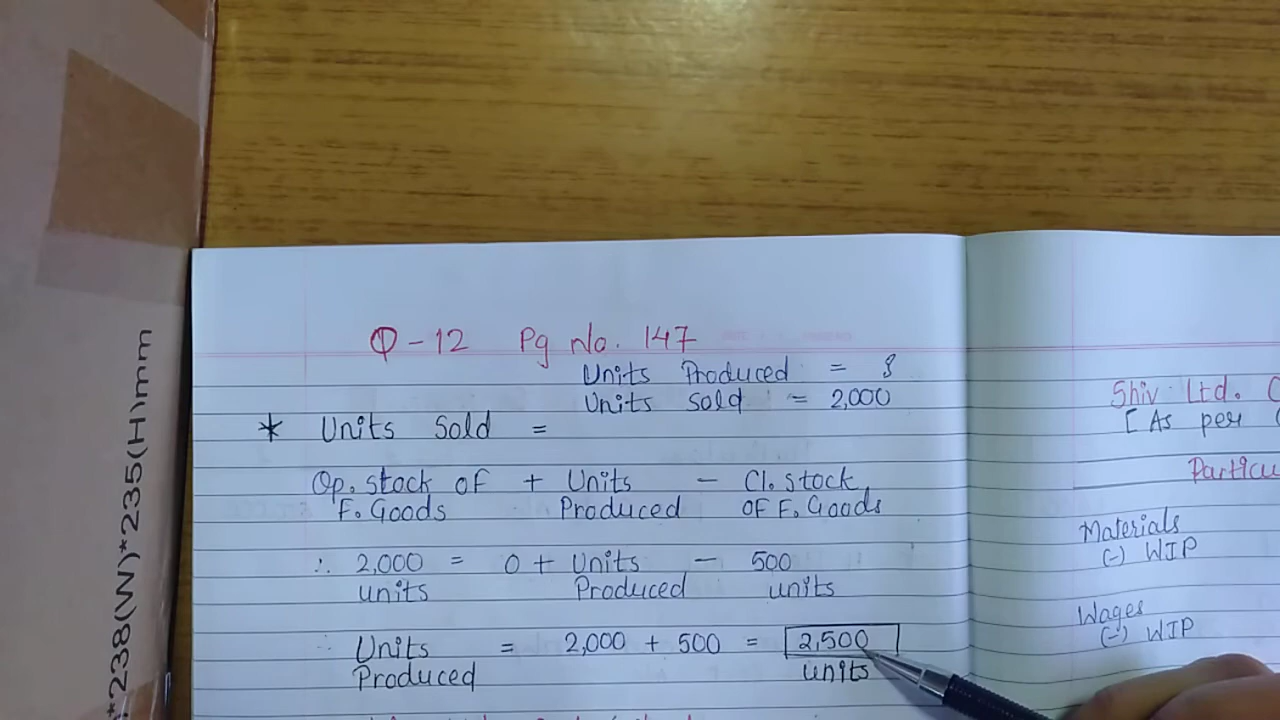 *238(W)*235(H)mm
Q-12 Pg No. 147
Units Produced = ?
Units Sold = 2,000
* Units Sold =
Op. stock of + Units - Cl. stock
F. Goods Produced of F. Goods
∴ 2,000 = 0 + Units - 500
units Produced units
∴ Units = 2,000 + 500 = 2,500
Produced units
Shiv Ltd.
[As per
Particu
Materials
(-) WIP
Wages
(-) WIP